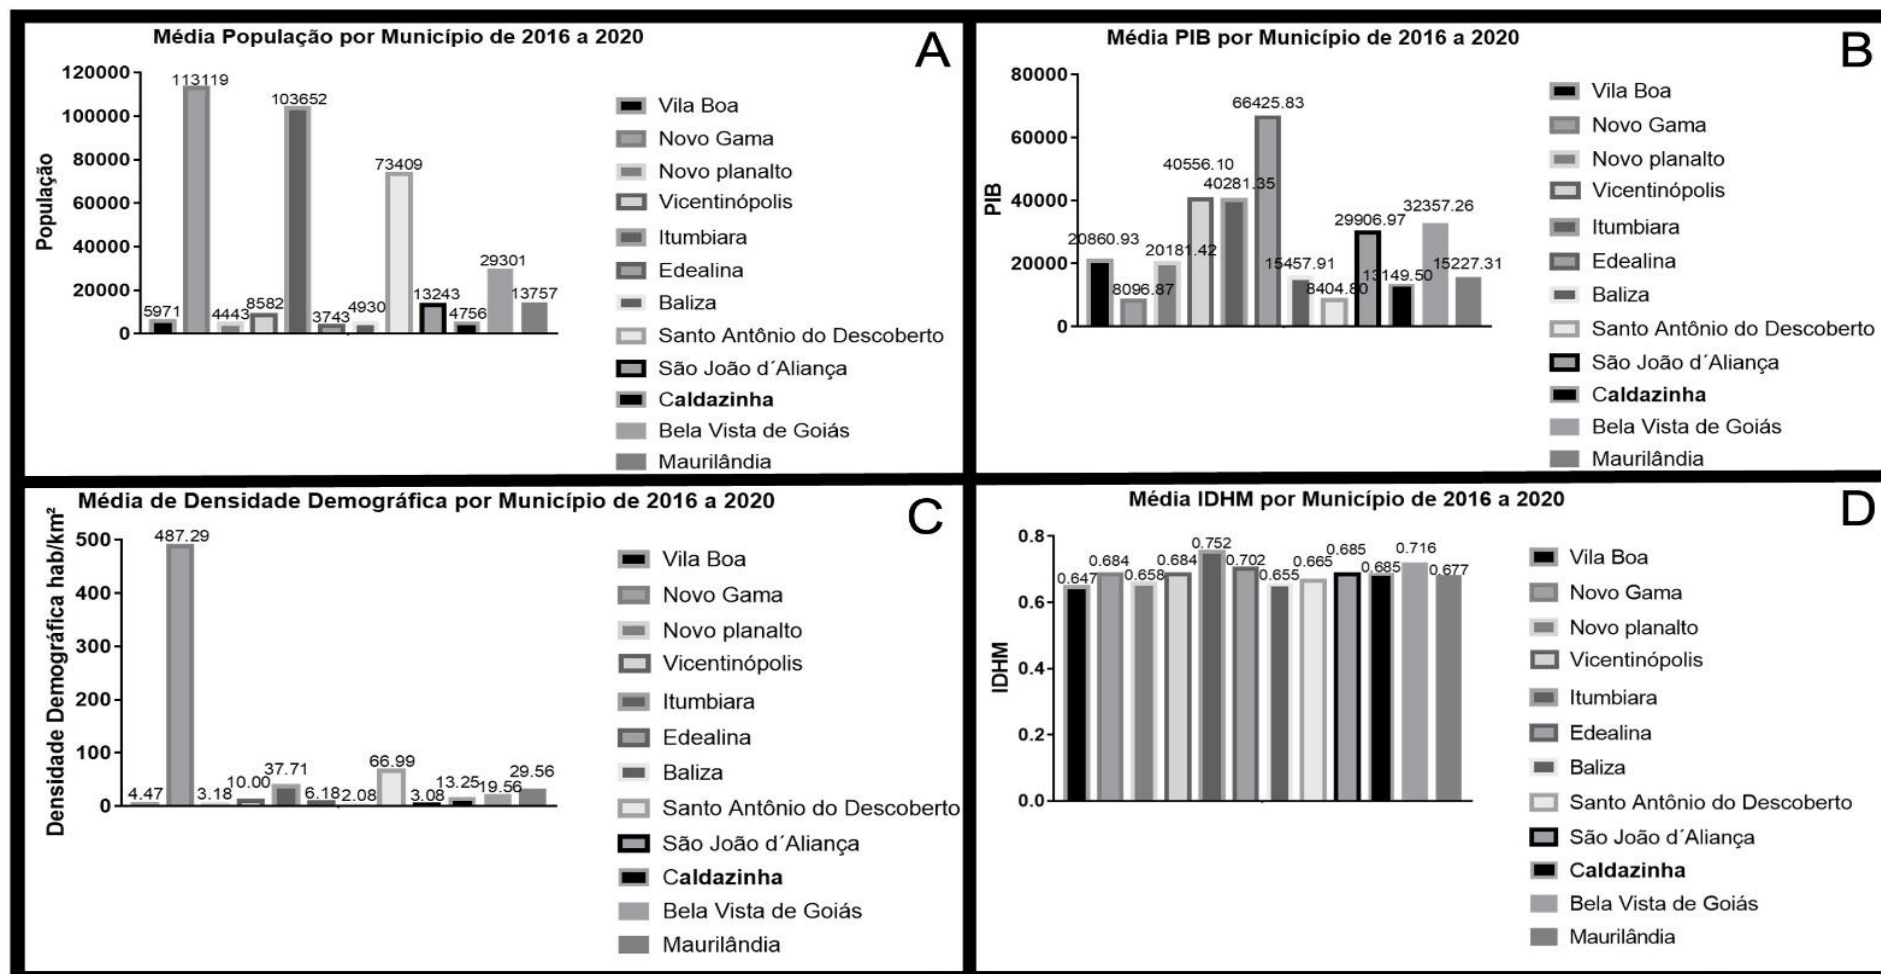 Média População por Município de 2016 a 2020
A
População
120000
100000
80000
60000
40000
20000
0
5971
113119
4443
8582
103652
3743
4930
73409
13243
4756
29301
13757
Vila Boa
Novo Gama
Novo planalto
Vicentinópolis
Itumbiara
Edealina
Baliza
Santo Antônio do Descoberto
São João d´Aliança
Caldazinha
Bela Vista de Goiás
Maurilândia
Média PIB por Município de 2016 a 2020
B
PIB
80000
60000
40000
20000
0
20860.93
8096.87
20181.42
40556.10
40281.35
66425.83
15457.91
8404.80
29906.97
13149.50
32357.26
15227.31
Vila Boa
Novo Gama
Novo planalto
Vicentinópolis
Itumbiara
Edealina
Baliza
Santo Antônio do Descoberto
São João d´Aliança
Caldazinha
Bela Vista de Goiás
Maurilândia
Média de Densidade Demográfica por Município de 2016 a 2020
C
Densidade Demográfica hab/km²
500
400
300
200
100
0
4.47
487.29
3.18
10.00
37.71
6.18
2.08
66.99
3.08
13.25
19.56
29.56
Vila Boa
Novo Gama
Novo planalto
Vicentinópolis
Itumbiara
Edealina
Baliza
Santo Antônio do Descoberto
São João d´Aliança
Caldazinha
Bela Vista de Goiás
Maurilândia
Média IDHM por Município de 2016 a 2020
D
IDHM
0.8
0.6
0.4
0.2
0.0
0.647
0.684
0.658
0.684
0.752
0.702
0.655
0.665
0.685
0.685
0.716
0.677
Vila Boa
Novo Gama
Novo planalto
Vicentinópolis
Itumbiara
Edealina
Baliza
Santo Antônio do Descoberto
São João d´Aliança
Caldazinha
Bela Vista de Goiás
Maurilândia